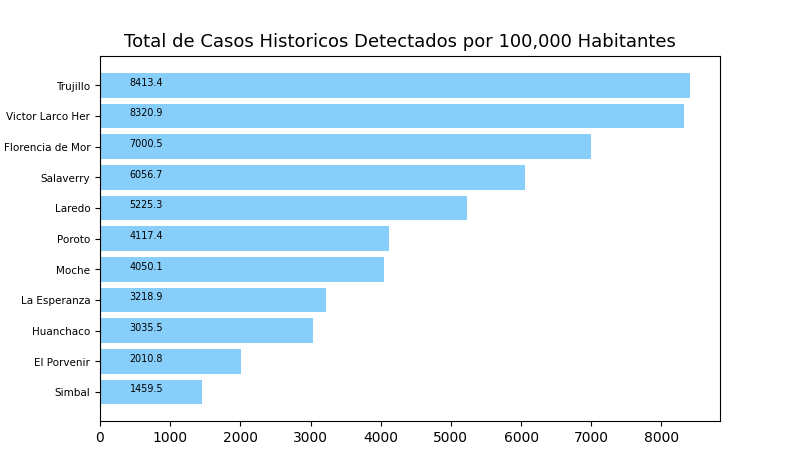 Total de Casos Historicos Detectados por 100,000 Habitantes
Trujillo 8413.4
Victor Larco Her 8320.9
Florencia de Mor 7000.5
Salaverry 6056.7
Laredo 5225.3
Poroto 4117.4
Moche 4050.1
La Esperanza 3218.9
Huanchaco 3035.5
El Porvenir 2010.8
Simbal 1459.5
0 1000 2000 3000 4000 5000 6000 7000 8000